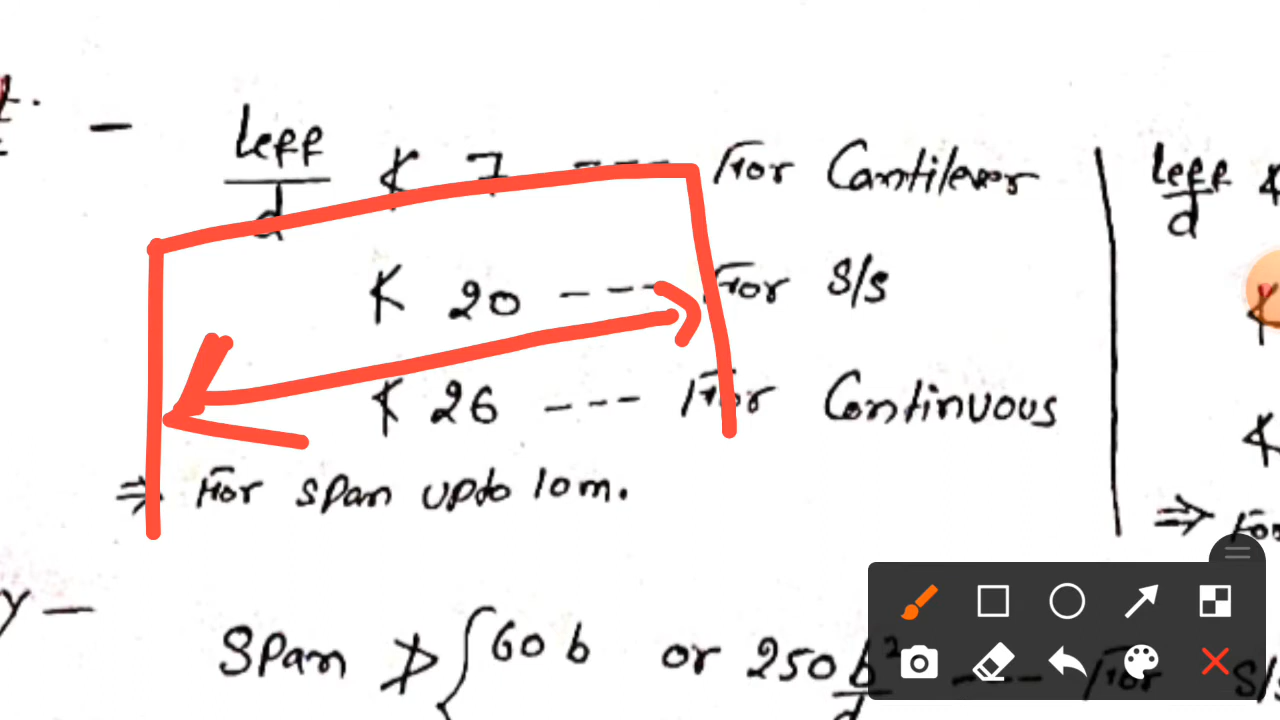 t. — leff/d ≮ 7 --- For Cantilever | leff/d ≮
≮ 20 --- For S/S
≮ 26 --- For Continuous
⇒ For span upto 10m. ⇒ For
y — Span ≯ { 60 b or 250 b²/d ---- For S/S